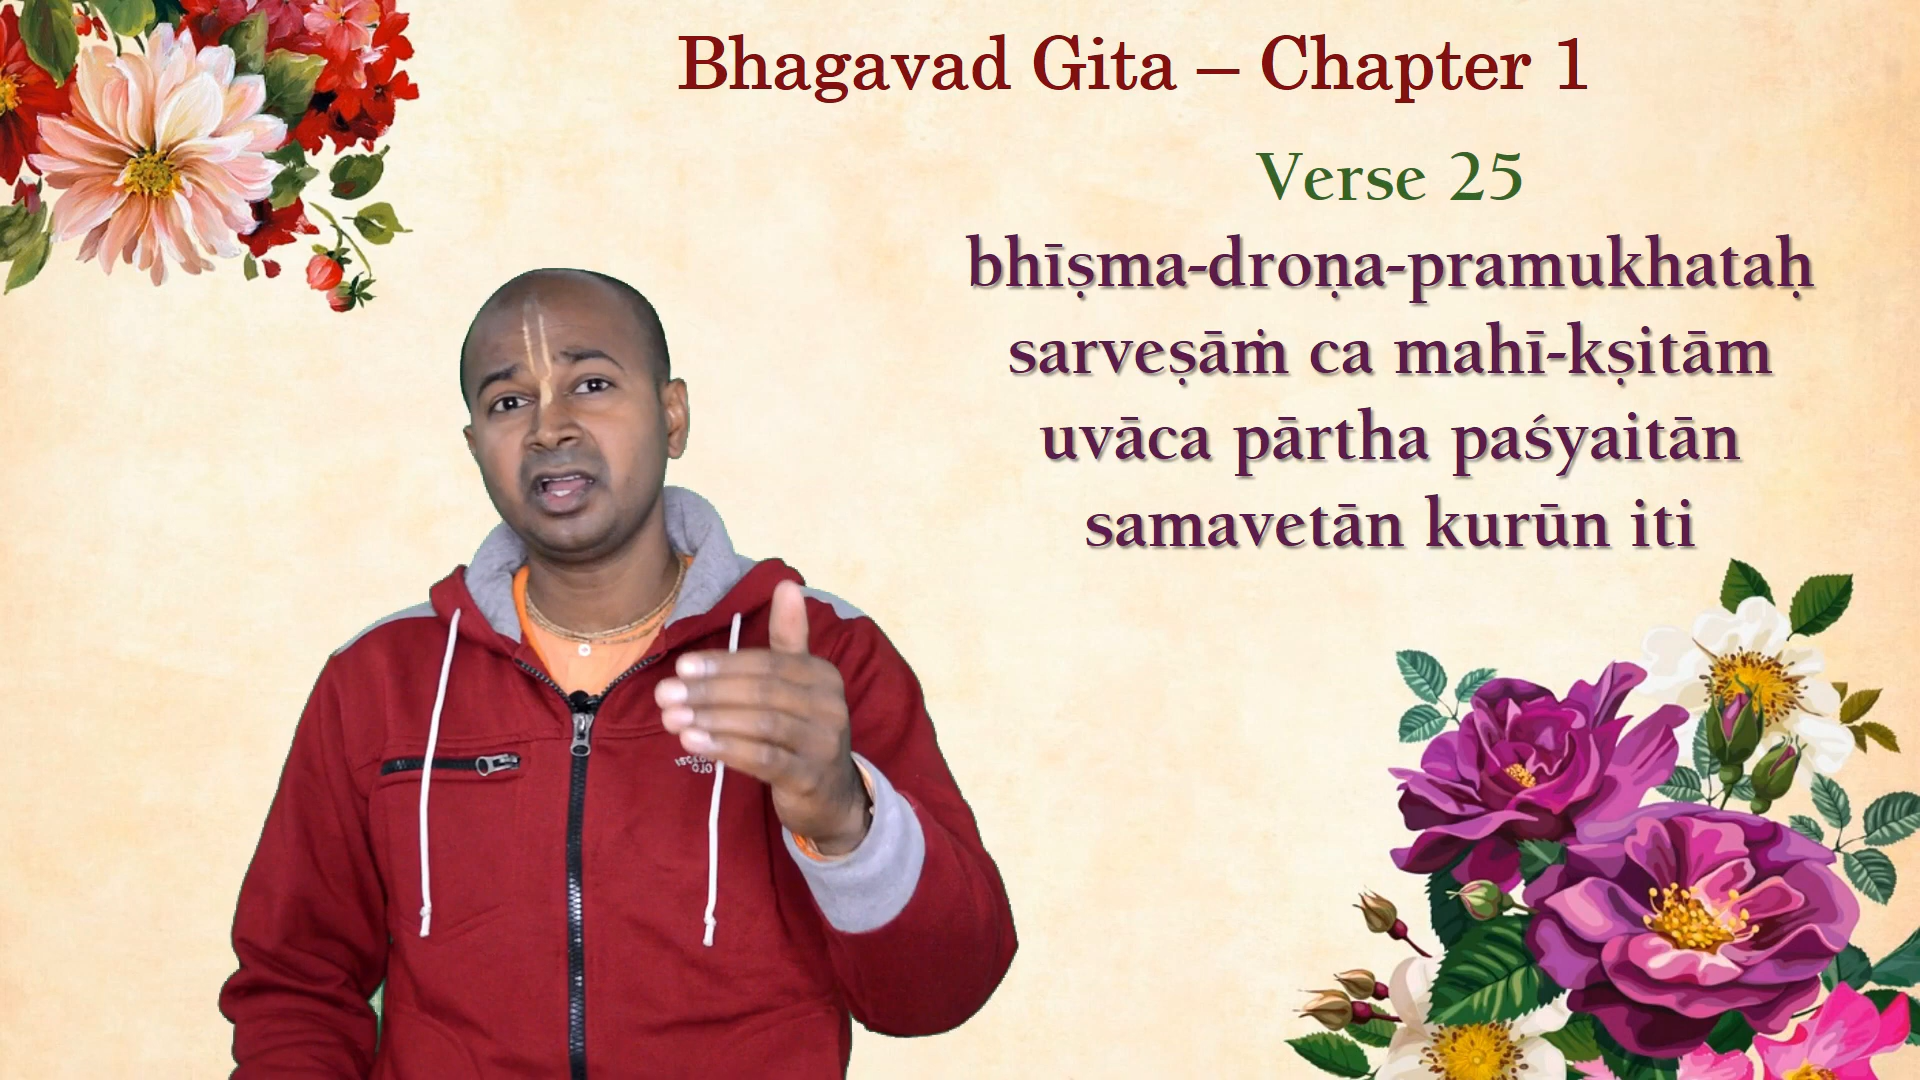 Bhagavad Gita – Chapter 1
Verse 25
bhīṣma-droṇa-pramukhataḥ
sarveṣāṁ ca mahī-kṣitām
uvāca pārtha paśyaitān
samavetān kurūn iti